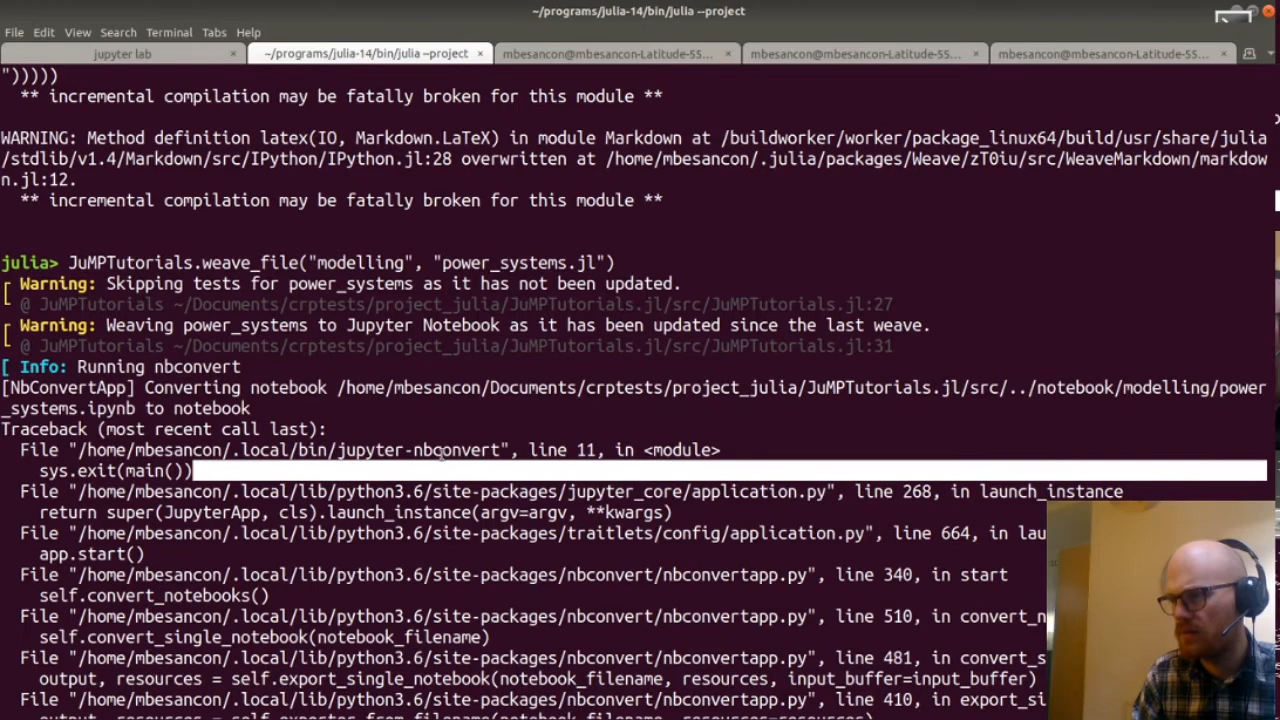 ~/programs/julia-14/bin/julia --project
File Edit View Search Terminal Tabs Help
jupyter lab × ~/programs/julia-14/bin/julia --project × mbesancon@mbesancon-Latitude-55... × mbesancon@mbesancon-Latitude-55... × mbesancon@mbesancon-Latitude-55... ×
")))))
** incremental compilation may be fatally broken for this module **
WARNING: Method definition latex(IO, Markdown.LaTeX) in module Markdown at /buildworker/worker/package_linux64/build/usr/share/julia
/stdlib/v1.4/Markdown/src/IPython/IPython.jl:28 overwritten at /home/mbesancon/.julia/packages/Weave/zT0iu/src/WeaveMarkdown/markdow
n.jl:12.
** incremental compilation may be fatally broken for this module **
julia> JuMPTutorials.weave_file("modelling", "power_systems.jl")
[ Warning: Skipping tests for power_systems as it has not been updated.
@ JuMPTutorials ~/Documents/crptests/project_julia/JuMPTutorials.jl/src/JuMPTutorials.jl:27
[ Warning: Weaving power_systems to Jupyter Notebook as it has been updated since the last weave.
@ JuMPTutorials ~/Documents/crptests/project_julia/JuMPTutorials.jl/src/JuMPTutorials.jl:31
[ Info: Running nbconvert
[NbConvertApp] Converting notebook /home/mbesancon/Documents/crptests/project_julia/JuMPTutorials.jl/src/../notebook/modelling/power
_systems.ipynb to notebook
Traceback (most recent call last):
File "/home/mbesancon/.local/bin/jupyter-nbconvert", line 11, in <module>
sys.exit(main())
File "/home/mbesancon/.local/lib/python3.6/site-packages/jupyter_core/application.py", line 268, in launch_instance
return super(JupyterApp, cls).launch_instance(argv=argv, **kwargs)
File "/home/mbesancon/.local/lib/python3.6/site-packages/traitlets/config/application.py", line 664, in lau
app.start()
File "/home/mbesancon/.local/lib/python3.6/site-packages/nbconvert/nbconvertapp.py", line 340, in start
self.convert_notebooks()
File "/home/mbesancon/.local/lib/python3.6/site-packages/nbconvert/nbconvertapp.py", line 510, in convert_n
self.convert_single_notebook(notebook_filename)
File "/home/mbesancon/.local/lib/python3.6/site-packages/nbconvert/nbconvertapp.py", line 481, in convert_s
output, resources = self.export_single_notebook(notebook_filename, resources, input_buffer=input_buffer)
File "/home/mbesancon/.local/lib/python3.6/site-packages/nbconvert/nbconvertapp.py", line 410, in export_si
output, resources = self.exporter.from_filename(notebook_filename, resources=resources)